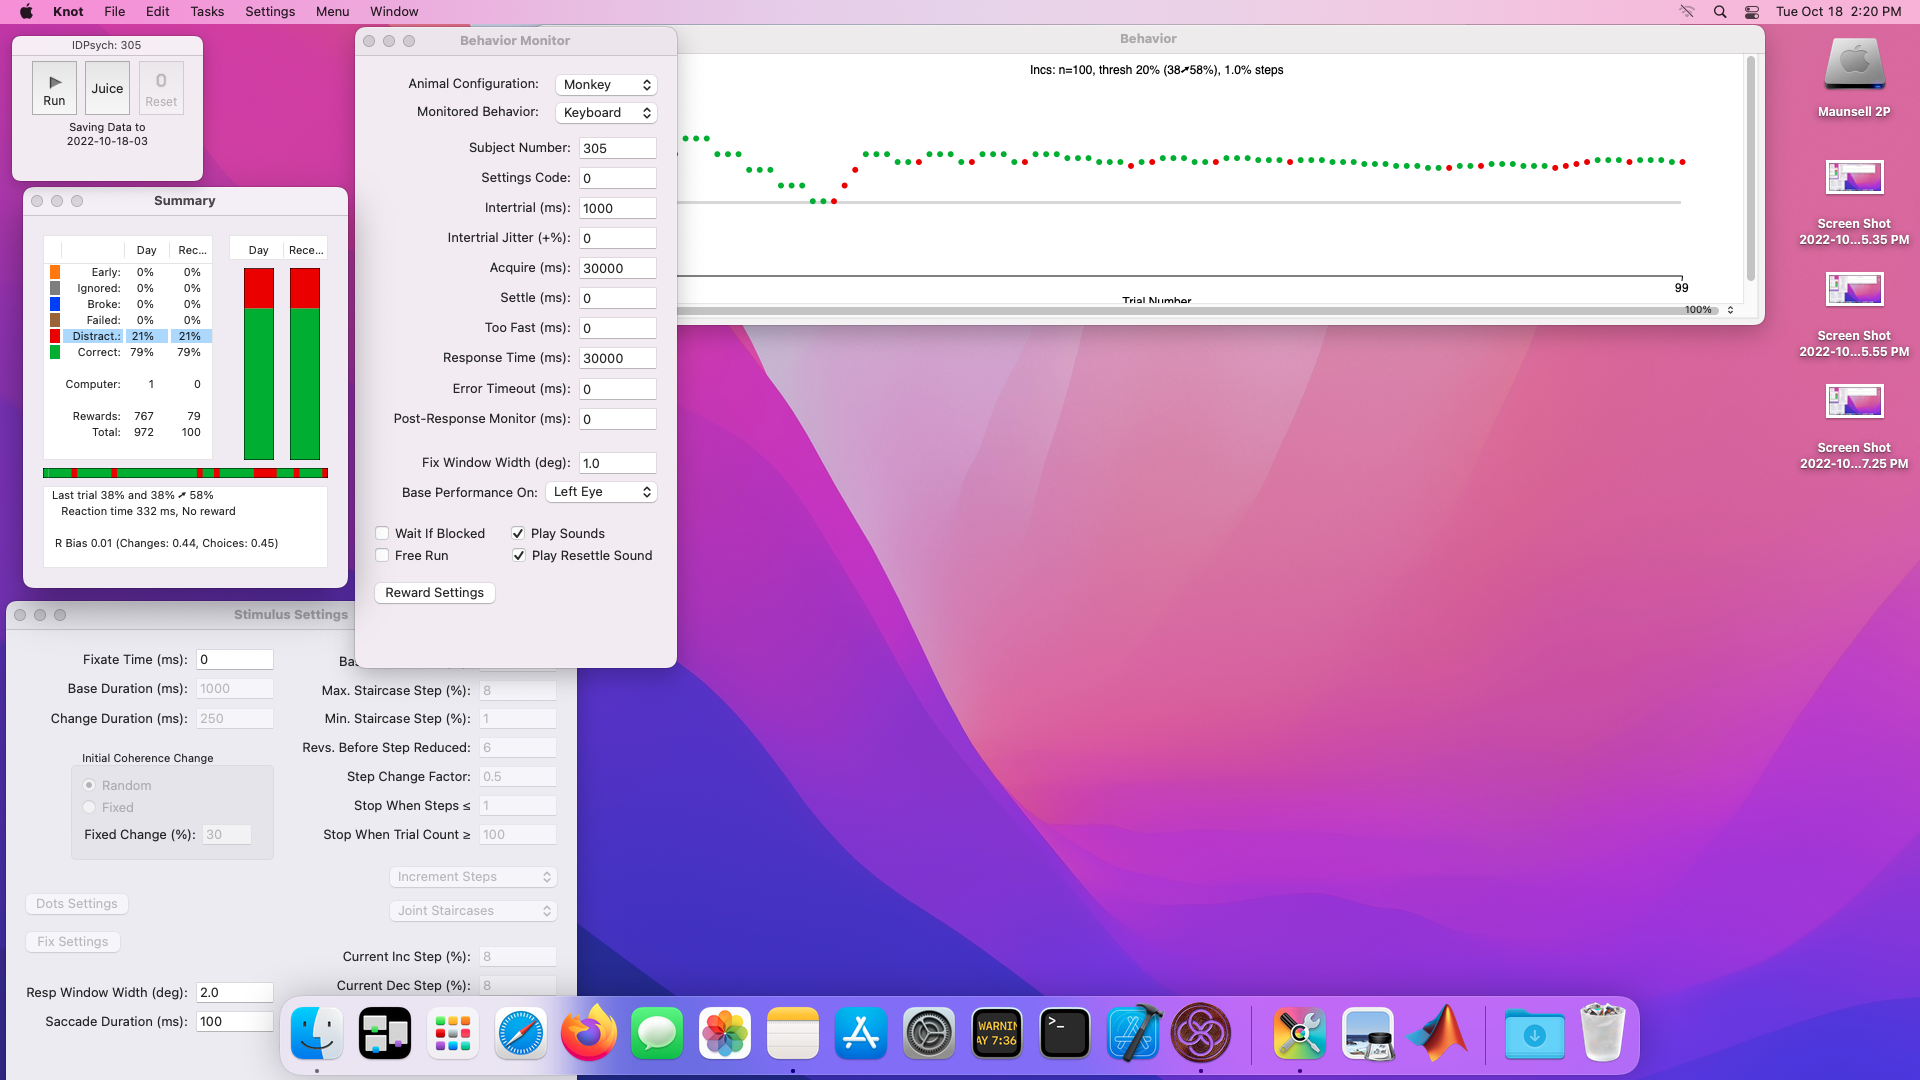 Knot File Edit Tasks Settings Menu Window Tue Oct 18 2:20 PM
IDPsych: 305
Run
Juice
0
Reset
Saving Data to
2022-10-18-03
Summary
Day Rec...
Early: 0% 0%
Ignored: 0% 0%
Broke: 0% 0%
Failed: 0% 0%
Distract.: 21% 21%
Correct: 79% 79%
Computer: 1 0
Rewards: 767 79
Total: 972 100
Day Rece...
Last trial 38% and 38% ➚ 58%
Reaction time 332 ms, No reward
R Bias 0.01 (Changes: 0.44, Choices: 0.45)
Behavior Monitor
Animal Configuration: Monkey
Monitored Behavior: Keyboard
Subject Number: 305
Settings Code: 0
Intertrial (ms): 1000
Intertrial Jitter (+%): 0
Acquire (ms): 30000
Settle (ms): 0
Too Fast (ms): 0
Response Time (ms): 30000
Error Timeout (ms): 0
Post-Response Monitor (ms): 0
Fix Window Width (deg): 1.0
Base Performance On: Left Eye
Wait If Blocked
Play Sounds
Free Run
Play Resettle Sound
Reward Settings
Behavior
Incs: n=100, thresh 20% (38➚58%), 1.0% steps
99
Trial Number
100%
Stimulus Settings
Fixate Time (ms): 0
Base Duration (ms): 1000
Change Duration (ms): 250
Initial Coherence Change
Random
Fixed
Fixed Change (%): 30
Dots Settings
Fix Settings
Resp Window Width (deg): 2.0
Saccade Duration (ms): 100
Max. Staircase Step (%): 8
Min. Staircase Step (%): 1
Revs. Before Step Reduced: 6
Step Change Factor: 0.5
Stop When Steps ≤ 1
Stop When Trial Count ≥ 100
Increment Steps
Joint Staircases
Current Inc Step (%): 8
Current Dec Step (%): 8
Maunsell 2P
Screen Shot
2022-10...5.35 PM
Screen Shot
2022-10...5.55 PM
Screen Shot
2022-10...7.25 PM
WARNIN
AY 7:36
>_